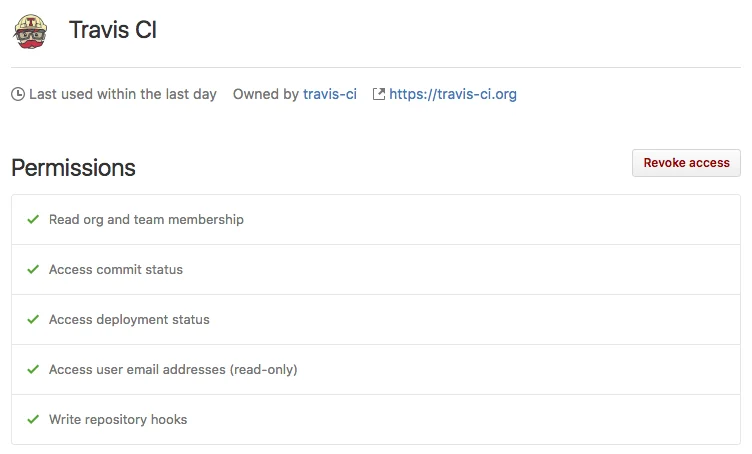 Travis CI
Last used within the last day Owned by travis-ci https://travis-ci.org
Permissions
Revoke access
Read org and team membership
Access commit status
Access deployment status
Access user email addresses (read-only)
Write repository hooks